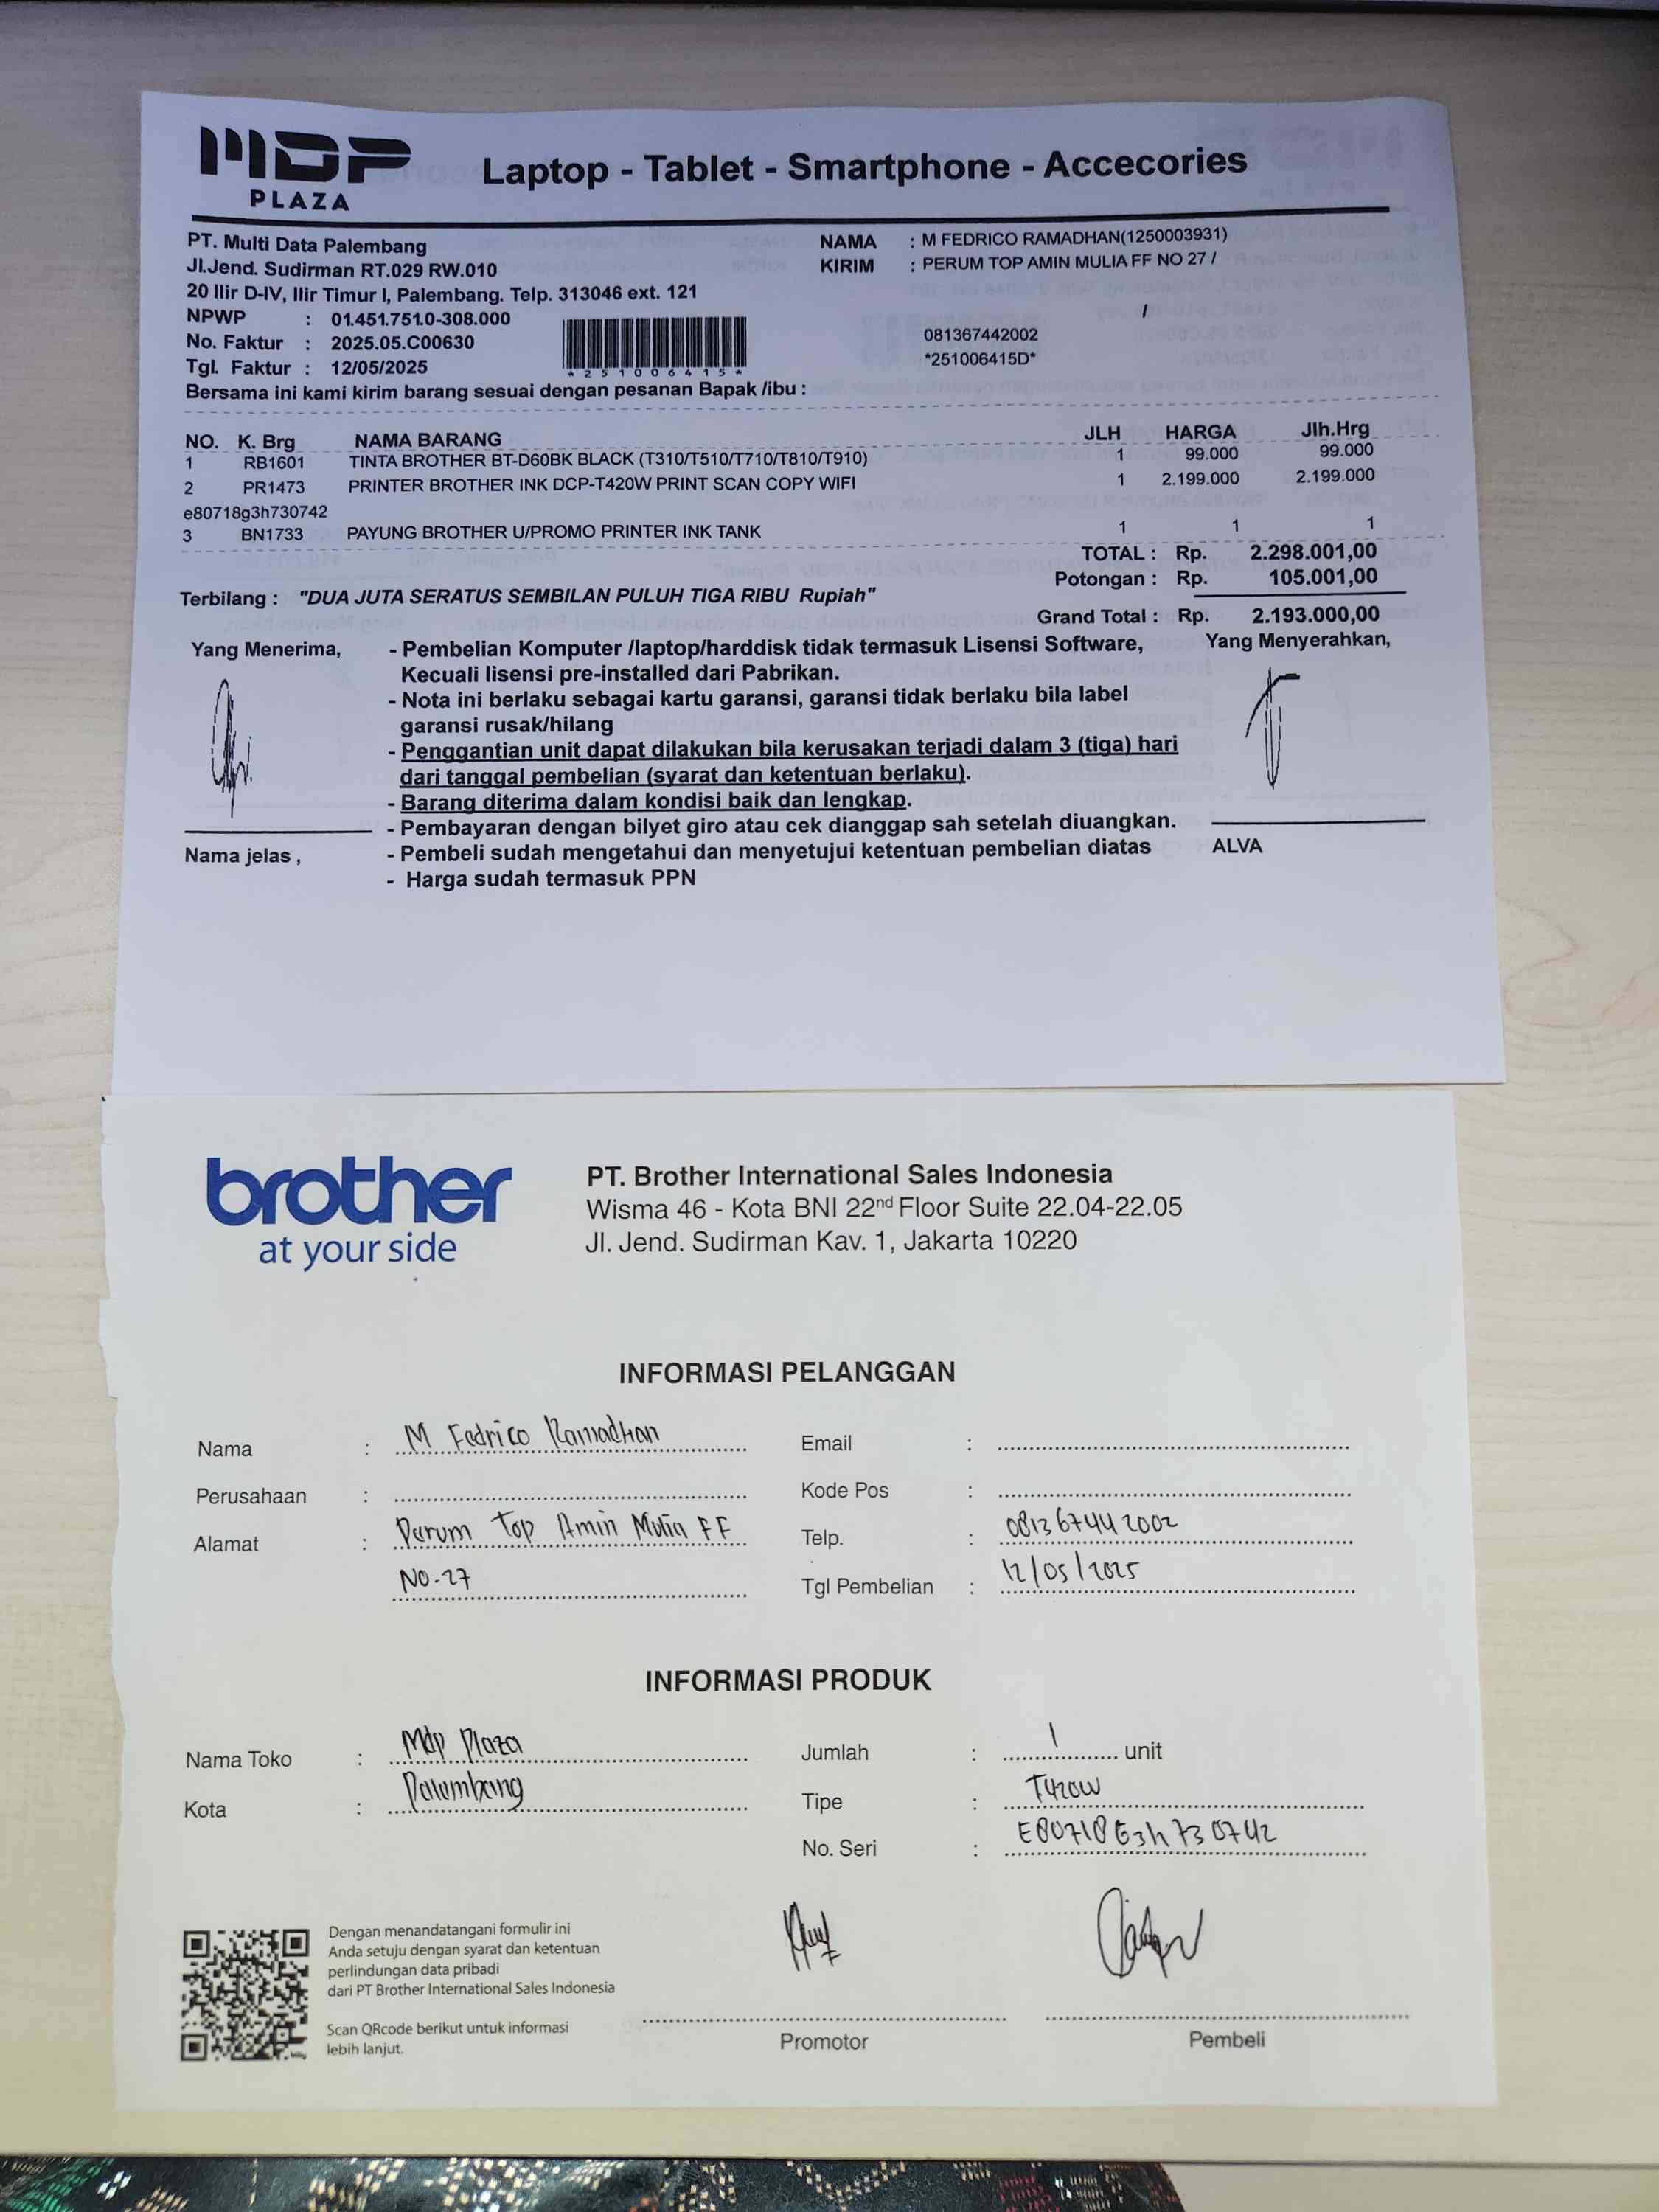 MDP
PLAZA
Laptop - Tablet - Smartphone - Accecories
PT. Multi Data Palembang
Jl.Jend. Sudirman RT.029 RW.010
20 Ilir D-IV, Ilir Timur I, Palembang. Telp. 313046 ext. 121
NPWP : 01.451.751.0-308.000
No. Faktur : 2025.05.C00630
Tgl. Faktur : 12/05/2025
*251006415*
NAMA : M FEDRICO RAMADHAN(1250003931)
KIRIM : PERUM TOP AMIN MULIA FF NO 27 /
/
081367442002
*251006415D*
Bersama ini kami kirim barang sesuai dengan pesanan Bapak /ibu :
NO. K. Brg NAMA BARANG JLH HARGA Jlh.Hrg
1 RB1601 TINTA BROTHER BT-D60BK BLACK (T310/T510/T710/T810/T910) 1 99.000 99.000
2 PR1473 PRINTER BROTHER INK DCP-T420W PRINT SCAN COPY WIFI 1 2.199.000 2.199.000
e80718g3h730742
3 BN1733 PAYUNG BROTHER U/PROMO PRINTER INK TANK 1 1 1
TOTAL : Rp. 2.298.001,00
Potongan : Rp. 105.001,00
Terbilang : "DUA JUTA SERATUS SEMBILAN PULUH TIGA RIBU Rupiah"
Grand Total : Rp. 2.193.000,00
Yang Menerima,
- Pembelian Komputer /laptop/harddisk tidak termasuk Lisensi Software,
Kecuali lisensi pre-installed dari Pabrikan.
- Nota ini berlaku sebagai kartu garansi, garansi tidak berlaku bila label
garansi rusak/hilang
- Penggantian unit dapat dilakukan bila kerusakan terjadi dalam 3 (tiga) hari
dari tanggal pembelian (syarat dan ketentuan berlaku).
- Barang diterima dalam kondisi baik dan lengkap.
- Pembayaran dengan bilyet giro atau cek dianggap sah setelah diuangkan.
- Pembeli sudah mengetahui dan menyetujui ketentuan pembelian diatas
- Harga sudah termasuk PPN
Nama jelas ,
Yang Menyerahkan,
ALVA
brother
at your side
PT. Brother International Sales Indonesia
Wisma 46 - Kota BNI 22nd Floor Suite 22.04-22.05
Jl. Jend. Sudirman Kav. 1, Jakarta 10220
INFORMASI PELANGGAN
Nama : M Fedrico Ramadhan
Perusahaan :
Alamat : Perum Top Amin Mulia FF
NO.27
Email :
Kode Pos :
Telp. : 081367442002
Tgl Pembelian : 12/05/2025
INFORMASI PRODUK
Nama Toko : Mdp Plaza
Kota : Palembang
Jumlah : 1 unit
Tipe : T420W
No. Seri : E80718G3h730742
Dengan menandatangani formulir ini
Anda setuju dengan syarat dan ketentuan
perlindungan data pribadi
dari PT Brother International Sales Indonesia
Scan QRcode berikut untuk informasi
lebih lanjut.
Promotor
Pembeli